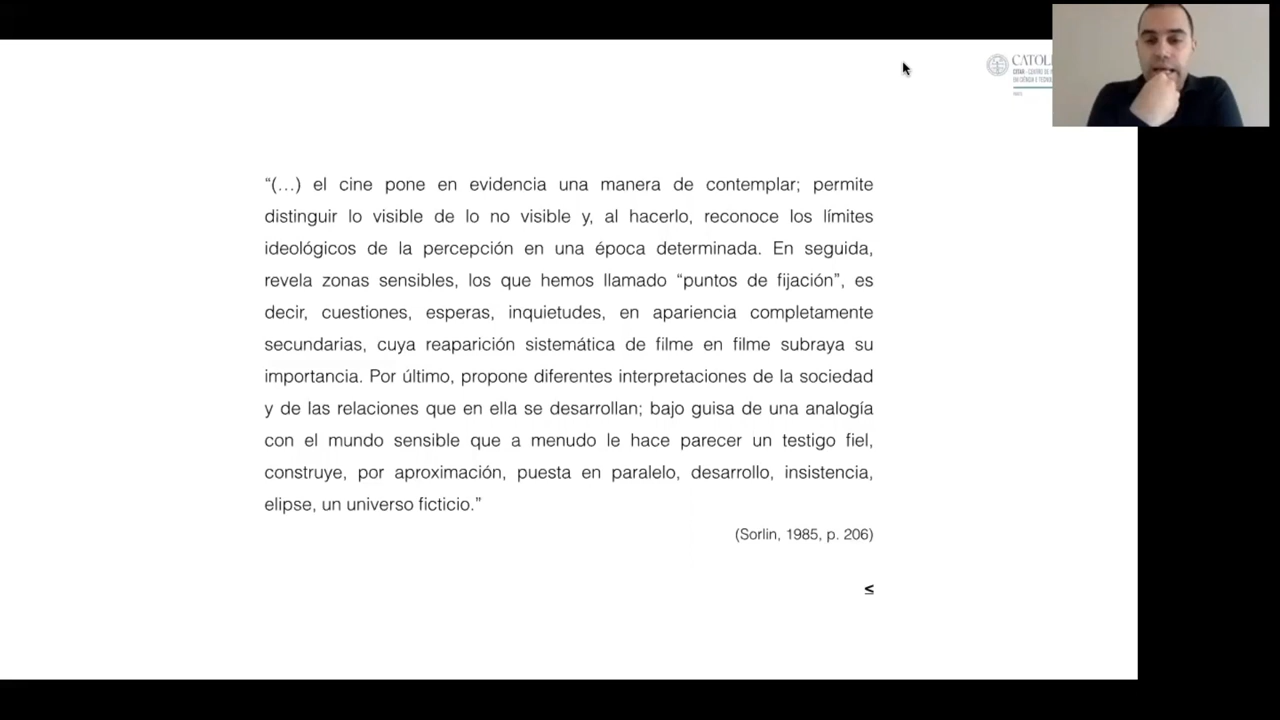 CATOL
“(…) el cine pone en evidencia una manera de contemplar; permite
distinguir lo visible de lo no visible y, al hacerlo, reconoce los límites
ideológicos de la percepción en una época determinada. En seguida,
revela zonas sensibles, los que hemos llamado “puntos de fijación”, es
decir, cuestiones, esperas, inquietudes, en apariencia completamente
secundarias, cuya reaparición sistemática de filme en filme subraya su
importancia. Por último, propone diferentes interpretaciones de la sociedad
y de las relaciones que en ella se desarrollan; bajo guisa de una analogía
con el mundo sensible que a menudo le hace parecer un testigo fiel,
construye, por aproximación, puesta en paralelo, desarrollo, insistencia,
elipse, un universo ficticio.”
(Sorlin, 1985, p. 206)
≤